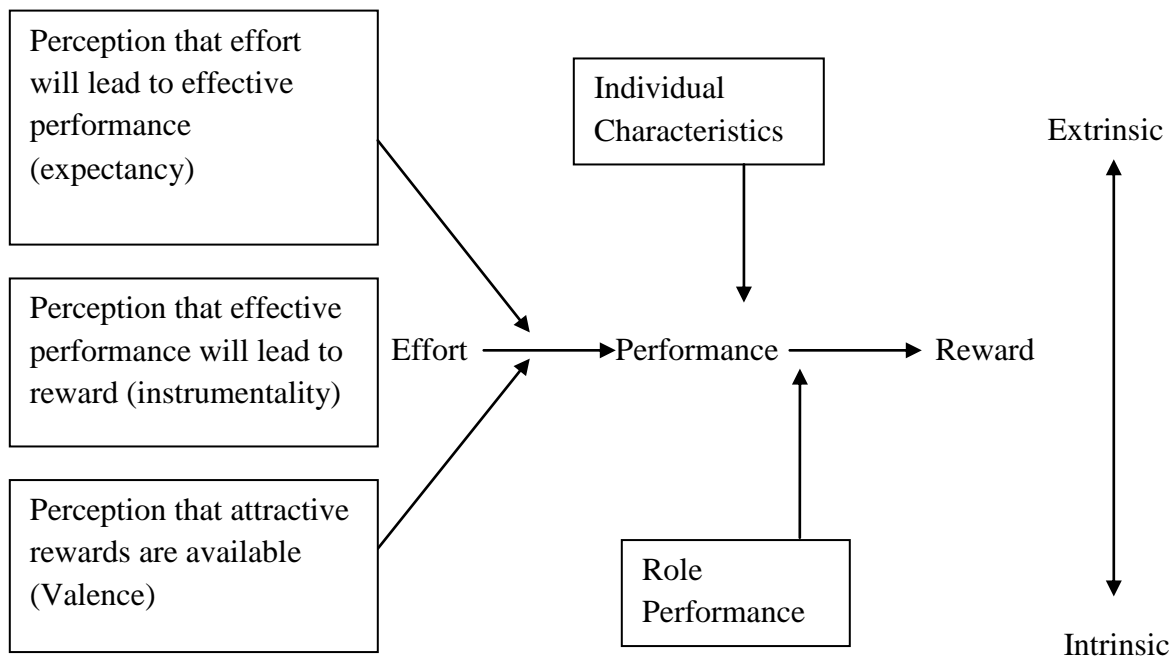 Perception that effort
will lead to effective
performance
(expectancy)
Individual
Characteristics
Extrinsic
Perception that effective
performance will lead to
reward (instrumentality)
Effort
Performance
Reward
Perception that attractive
rewards are available
(Valence)
Role
Performance
Intrinsic